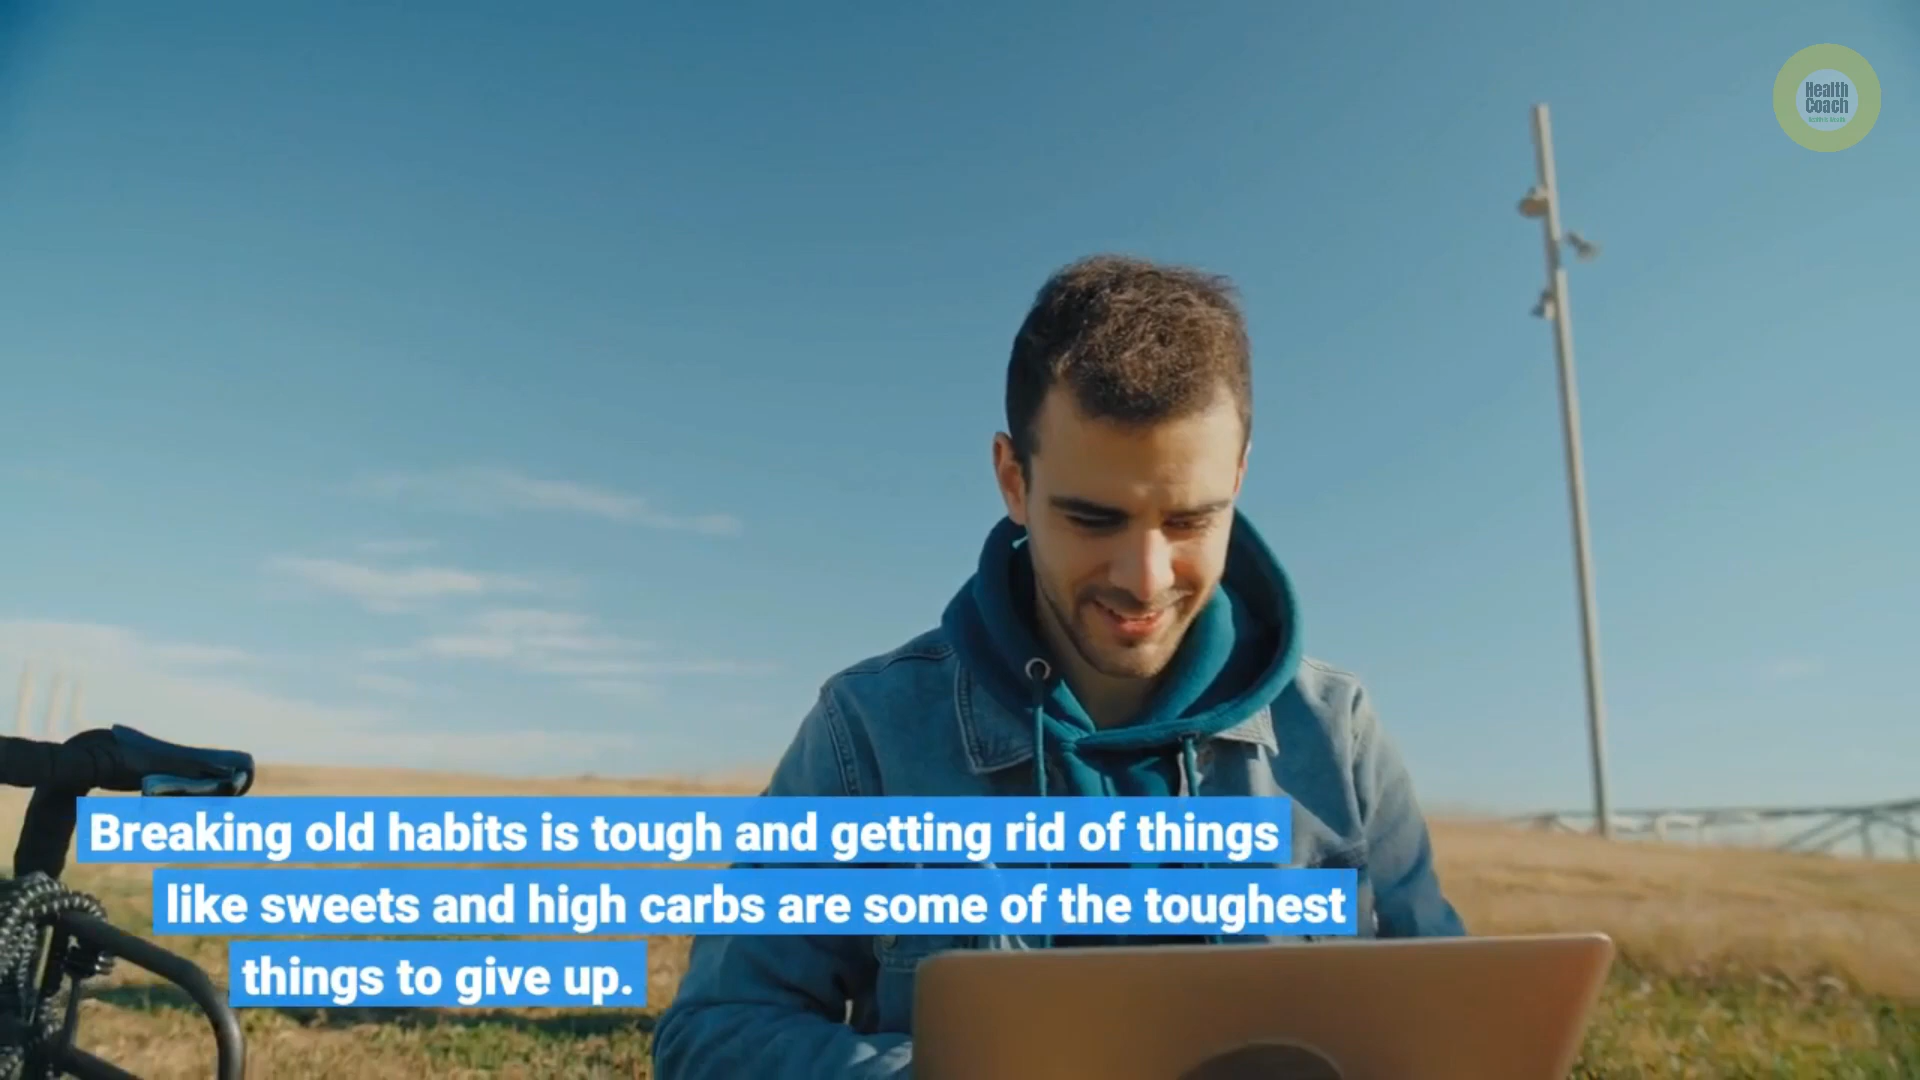 Health
Coach
Breaking old habits is tough and getting rid of things
like sweets and high carbs are some of the toughest
things to give up.